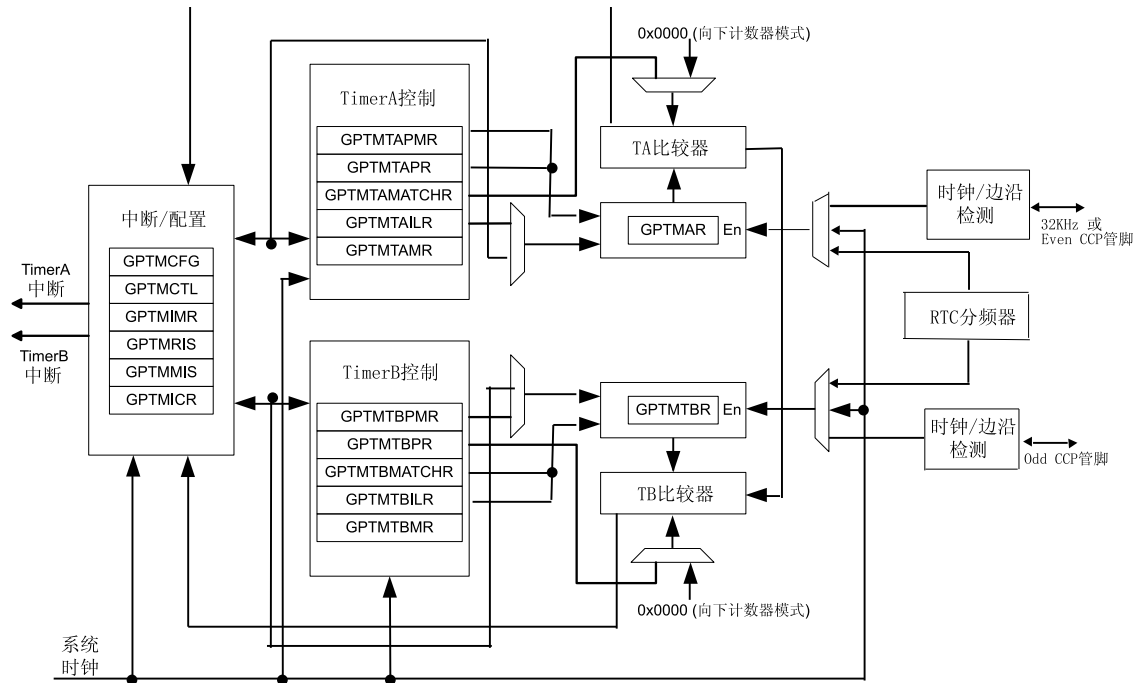 0x0000 (向下计数器模式)
TimerA控制
GPTMTAPMR
GPTMTAPR
GPTMTAMATCHR
GPTMTAILR
GPTMTAMR
TA比较器
GPTMAR
En
时钟/边沿
检测
32KHz 或
Even CCP管脚
中断/配置
GPTMCFG
GPTMCTL
GPTMIMR
GPTMRIS
GPTMMIS
GPTMICR
TimerA
中断
TimerB
中断
RTC分频器
TimerB控制
GPTMTBPMR
GPTMTBPR
GPTMTBMATCHR
GPTMTBILR
GPTMTBMR
GPTMTBR
En
TB比较器
时钟/边沿
检测
Odd CCP管脚
0x0000 (向下计数器模式)
系统
时钟